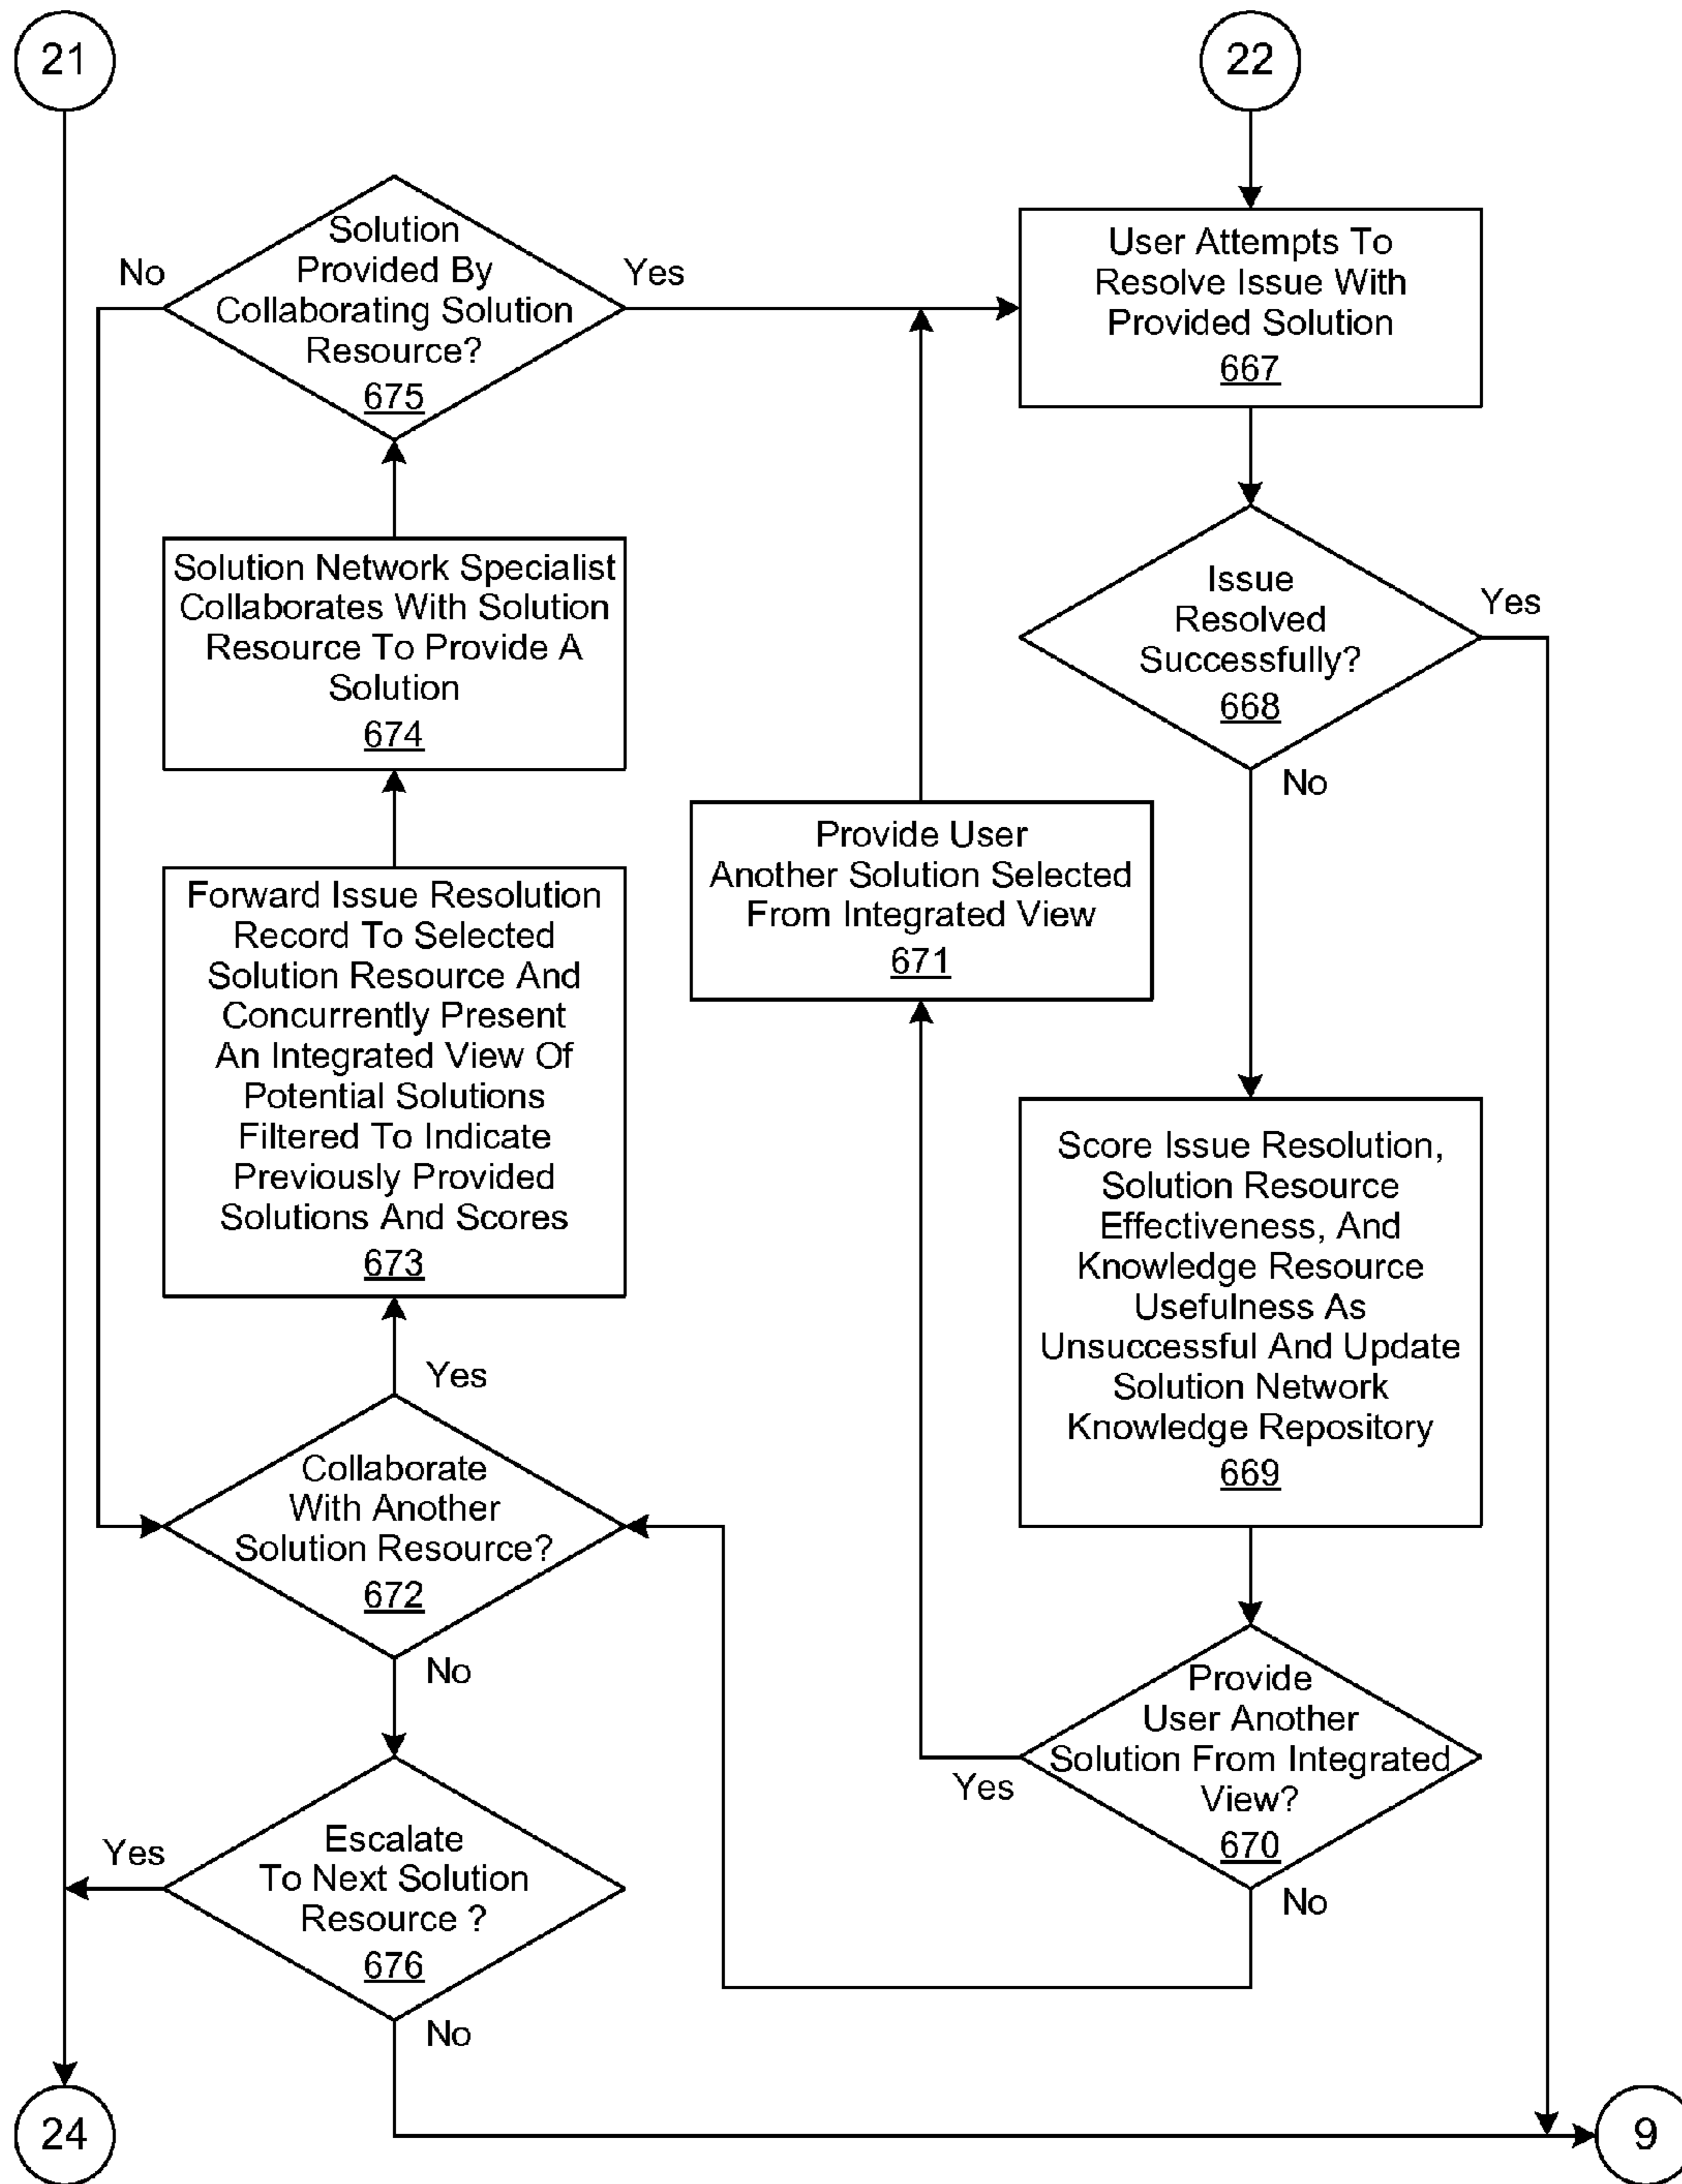 21
22
Solution
Provided By
Collaborating Solution
Resource?
675
No
Yes
User Attempts To
Resolve Issue With
Provided Solution
667
Solution Network Specialist
Collaborates With Solution
Resource To Provide A
Solution
674
Issue
Resolved
Successfully?
668
Yes
No
Provide User
Another Solution Selected
From Integrated View
671
Forward Issue Resolution
Record To Selected
Solution Resource And
Concurrently Present
An Integrated View Of
Potential Solutions
Filtered To Indicate
Previously Provided
Solutions And Scores
673
Score Issue Resolution,
Solution Resource
Effectiveness, And
Knowledge Resource
Usefulness As
Unsuccessful And Update
Solution Network
Knowledge Repository
669
Yes
Collaborate
With Another
Solution Resource?
672
No
Provide
User Another
Solution From Integrated
View?
670
Yes
No
Escalate
To Next Solution
Resource ?
676
Yes
No
24
9